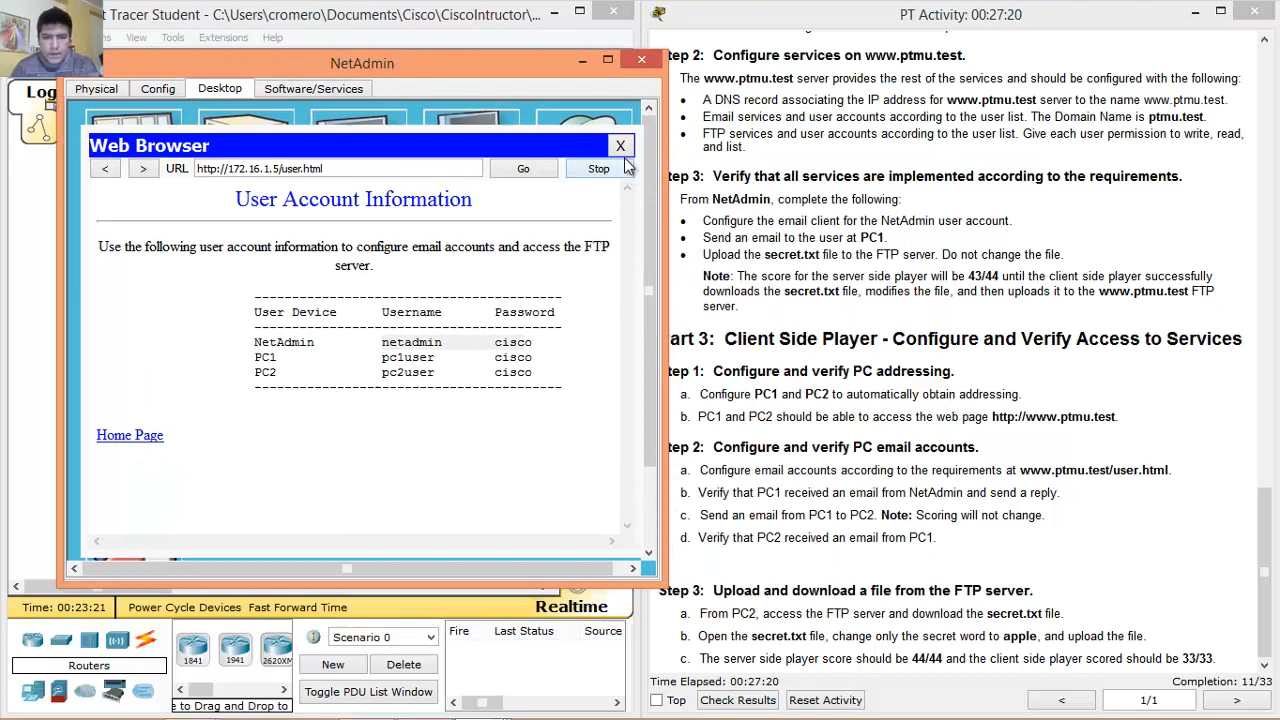 t Tracer Student - C:\Users\cromero\Documents\Cisco\CiscoIntructor\...
View Tools Extensions Help
Log
NetAdmin
Physical Config Desktop Software/Services
Web Browser X
< > URL http://172.16.1.5/user.html Go Stop
User Account Information
Use the following user account information to configure email accounts and access the FTP
server.
User Device Username Password
NetAdmin netadmin cisco
PC1 pc1user cisco
PC2 pc2user cisco
Home Page
Time: 00:23:21 Power Cycle Devices Fast Forward Time Realtime
Routers
1841 1941 2620XM
e to Drag and Drop to
Scenario 0
New Delete
Toggle PDU List Window
Fire Last Status Source
PT Activity: 00:27:20
tep 2: Configure services on www.ptmu.test.
The www.ptmu.test server provides the rest of the services and should be configured with the following:
• A DNS record associating the IP address for www.ptmu.test server to the name www.ptmu.test.
• Email services and user accounts according to the user list. The Domain Name is ptmu.test.
• FTP services and user accounts according to the user list. Give each user permission to write, read,
and list.
tep 3: Verify that all services are implemented according to the requirements.
From NetAdmin, complete the following:
• Configure the email client for the NetAdmin user account.
• Send an email to the user at PC1.
• Upload the secret.txt file to the FTP server. Do not change the file.
Note: The score for the server side player will be 43/44 until the client side player successfully
downloads the secret.txt file, modifies the file, and then uploads it to the www.ptmu.test FTP
server.
art 3: Client Side Player - Configure and Verify Access to Services
tep 1: Configure and verify PC addressing.
a. Configure PC1 and PC2 to automatically obtain addressing.
b. PC1 and PC2 should be able to access the web page http://www.ptmu.test.
tep 2: Configure and verify PC email accounts.
a. Configure email accounts according to the requirements at www.ptmu.test/user.html.
b. Verify that PC1 received an email from NetAdmin and send a reply.
c. Send an email from PC1 to PC2. Note: Scoring will not change.
d. Verify that PC2 received an email from PC1.
tep 3: Upload and download a file from the FTP server.
a. From PC2, access the FTP server and download the secret.txt file.
b. Open the secret.txt file, change only the secret word to apple, and upload the file.
c. The server side player score should be 44/44 and the client side player scored should be 33/33.
Time Elapsed: 00:27:20 Completion: 11/33
Top Check Results Reset Activity < 1/1 >